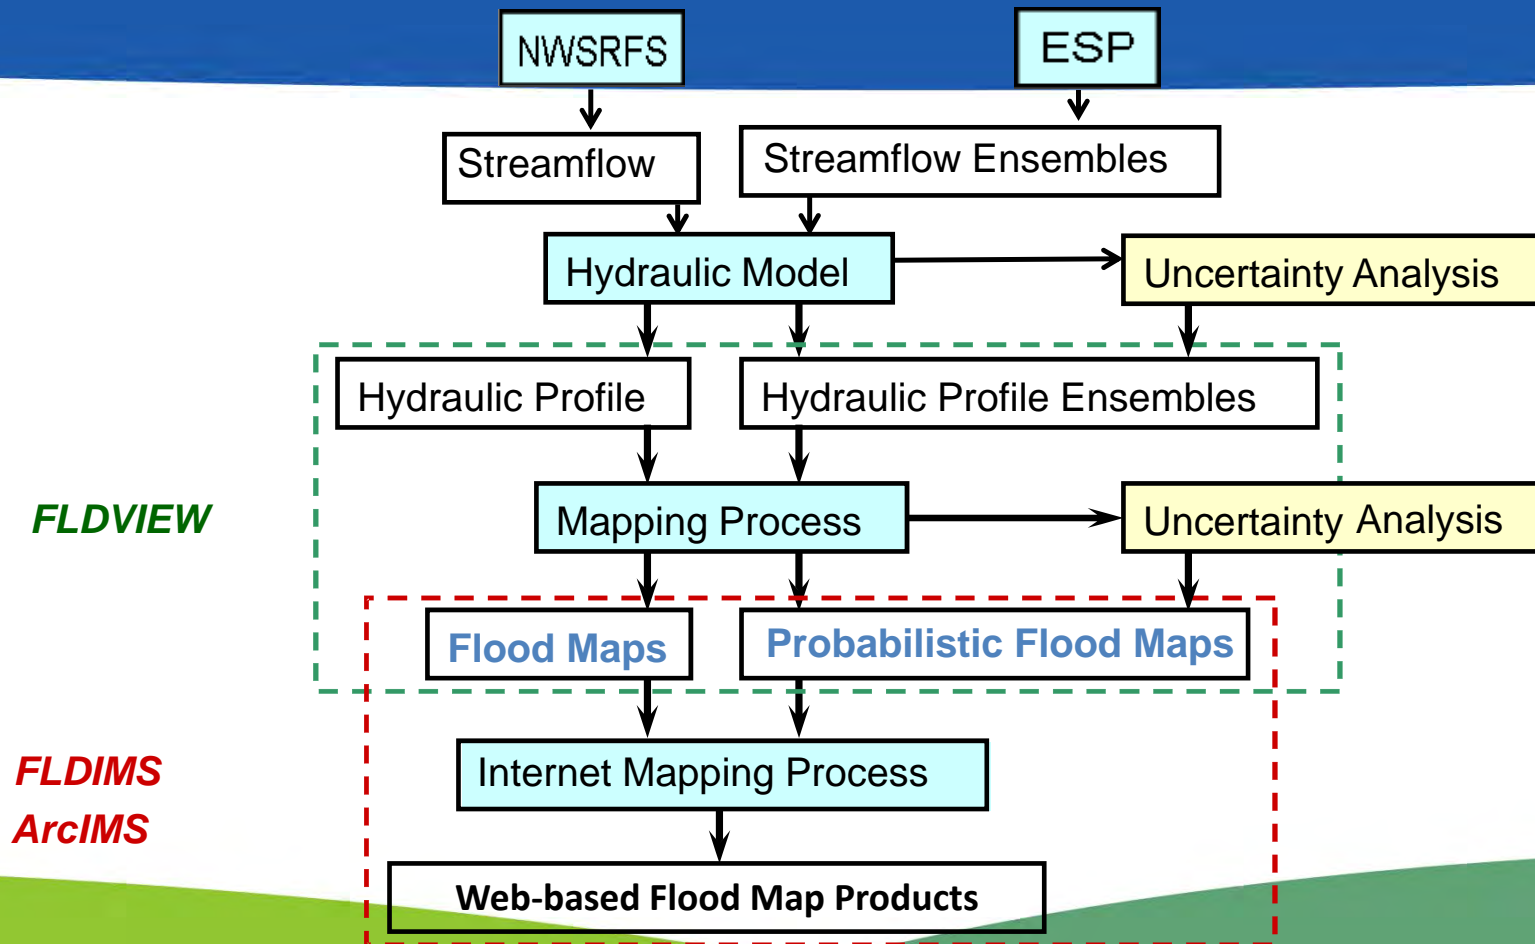 NWSRFS
ESP
Streamflow
Streamflow Ensembles
Hydraulic Model
Uncertainty Analysis
Hydraulic Profile
Hydraulic Profile Ensembles
FLDVIEW
Mapping Process
Uncertainty Analysis
Flood Maps
Probabilistic Flood Maps
FLDIMS
ArcIMS
Internet Mapping Process
Web-based Flood Map Products